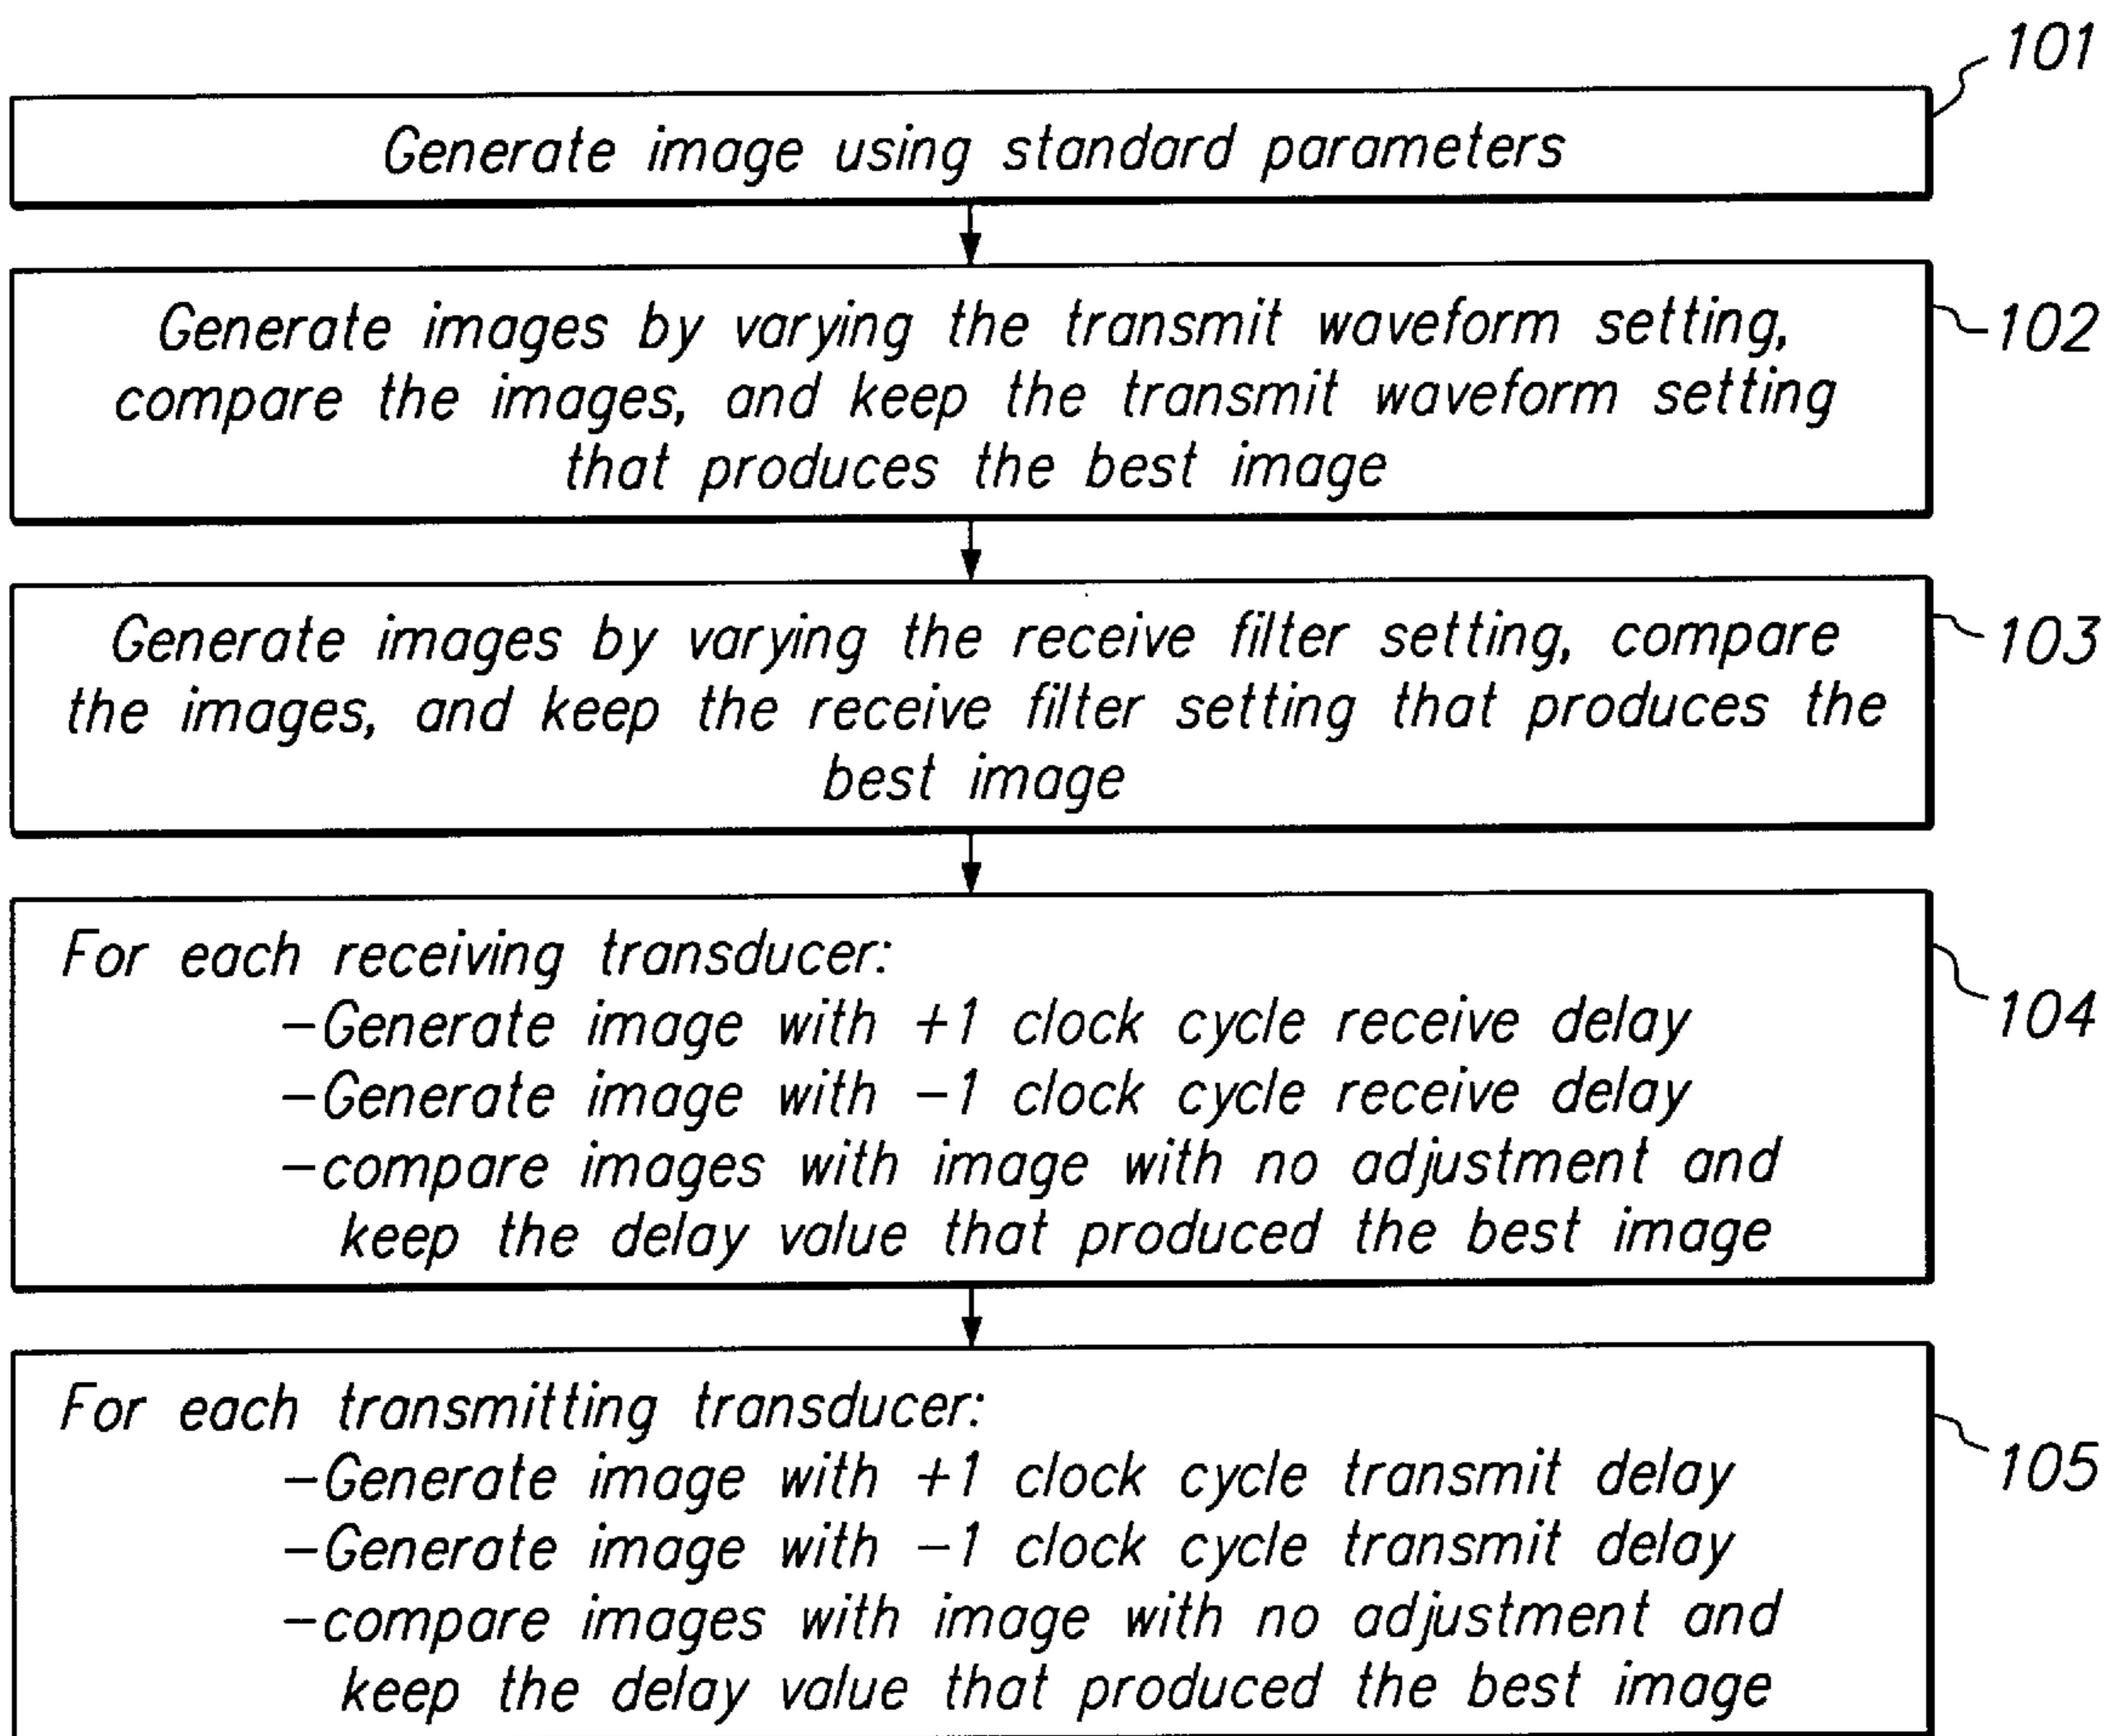 101
Generate image using standard parameters
Generate images by varying the transmit waveform setting,
compare the images, and keep the transmit waveform setting
that produces the best image
102
Generate images by varying the receive filter setting, compare
the images, and keep the receive filter setting that produces the
best image
103
For each receiving transducer:
-Generate image with +1 clock cycle receive delay
-Generate image with -1 clock cycle receive delay
-compare images with image with no adjustment and
keep the delay value that produced the best image
104
For each transmitting transducer:
-Generate image with +1 clock cycle transmit delay
-Generate image with -1 clock cycle transmit delay
-compare images with image with no adjustment and
keep the delay value that produced the best image
105